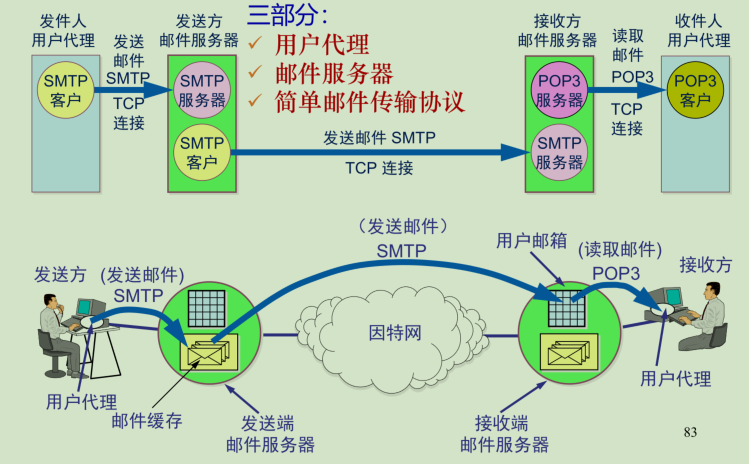 三部分：
✓ 用户代理
✓ 邮件服务器
✓ 简单邮件传输协议
发件人
用户代理
SMTP
客户
发送
邮件
SMTP
TCP
连接
发送方
邮件服务器
SMTP
服务器
SMTP
客户
发送邮件 SMTP
TCP 连接
接收方
邮件服务器
POP3
服务器
SMTP
服务器
读取
邮件
POP3
TCP
连接
收件人
用户代理
POP3
客户
发送方
(发送邮件)
SMTP
（发送邮件）
SMTP
用户邮箱
(读取邮件)
POP3
接收方
因特网
用户代理
邮件缓存
发送端
邮件服务器
接收端
邮件服务器
用户代理
83